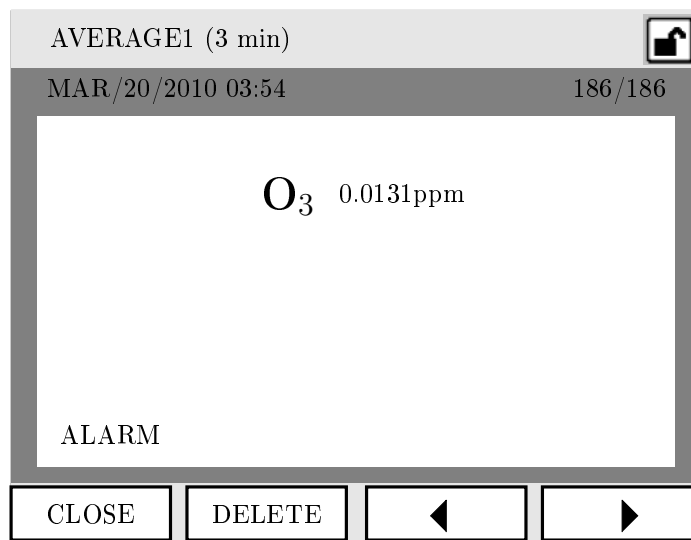 AVERAGE1 (3 min)
MAR/20/2010 03:54 186/186
O₃ 0.0131ppm
ALARM
CLOSE DELETE